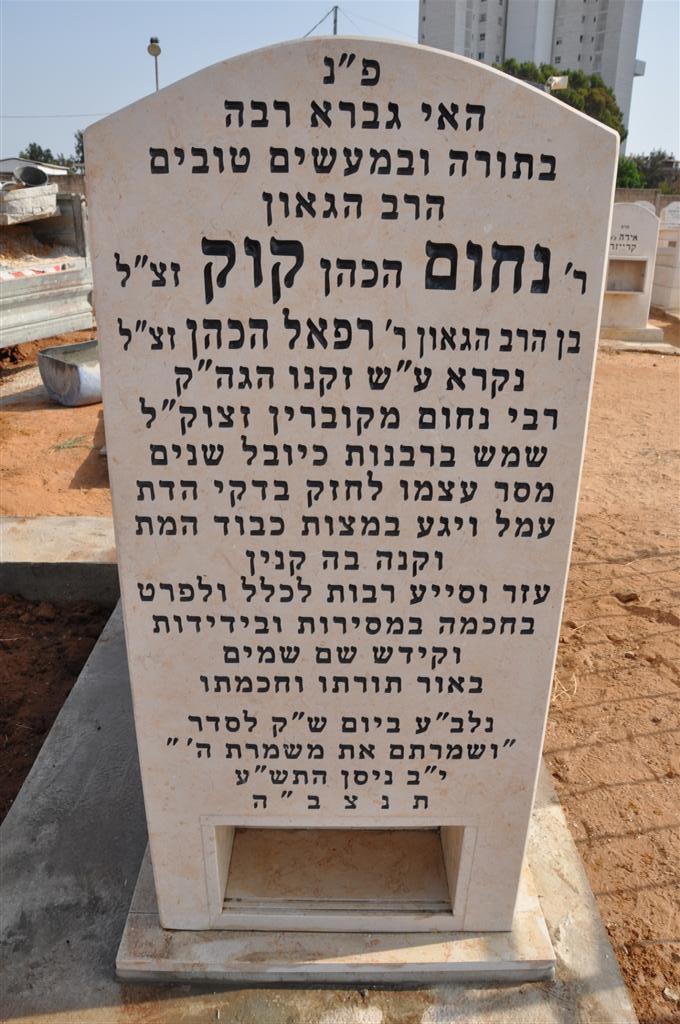 פ"נ
האי גברא רבה
בתורה ובמעשים טובים
הרב הגאון
ר' נחום הכהן קוק זצ"ל
בן הרב הגאון ר' רפאל הכהן זצ"ל
נקרא ע"ש זקנו הגה"ק
רבי נחום מקוברין זצוק"ל
שמש ברבנות כיובל שנים
מסר עצמו לחזק בדקי הדת
עמל ויגע במצות כבוד המת
וקנה בה קנין
עזר וסייע רבות לכלל ולפרט
בחכמה במסירות ובידידות
וקידש שם שמים
באור תורתו וחכמתו
נלב"ע ביום ש"ק לסדר
"ושמרתם את משמרת ה'"
י"ב ניסן התש"ע
ת נ צ ב "ה
אידה
קרייזר